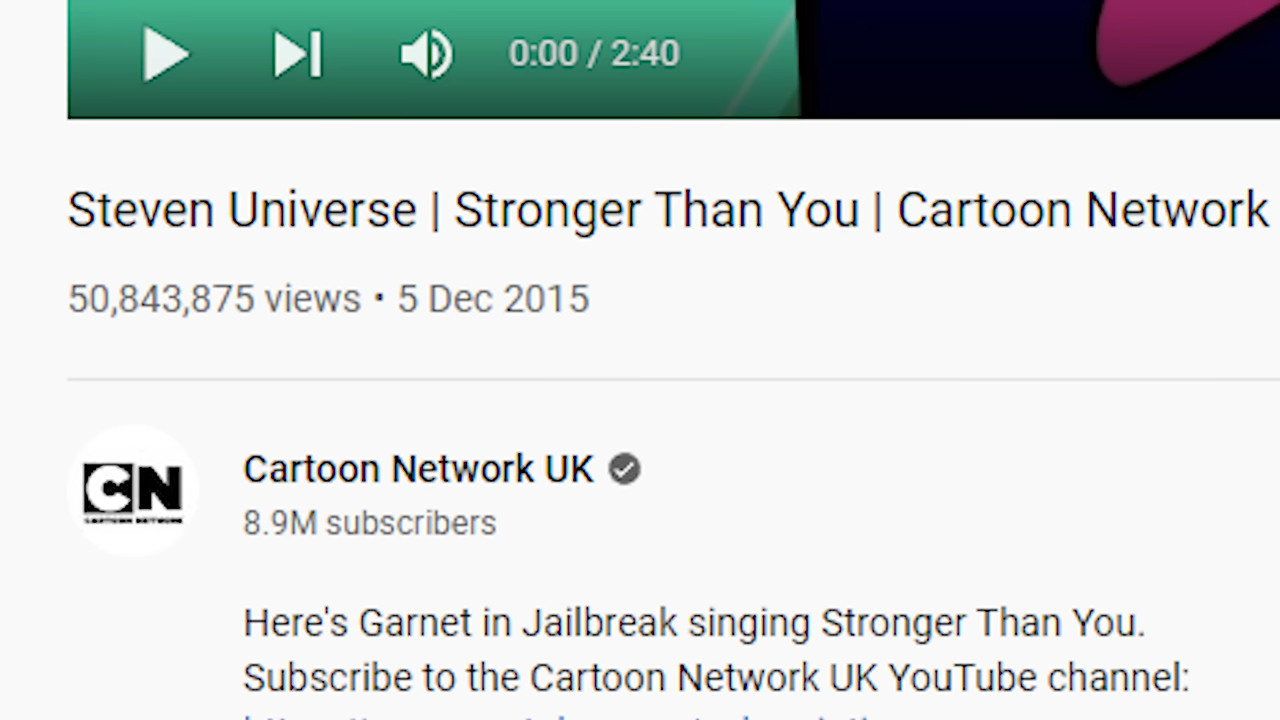 0:00 / 2:40
Steven Universe | Stronger Than You | Cartoon Network
50,843,875 views • 5 Dec 2015
CN
CARTOON NETWORK
Cartoon Network UK
8.9M subscribers
Here's Garnet in Jailbreak singing Stronger Than You.
Subscribe to the Cartoon Network UK YouTube channel: